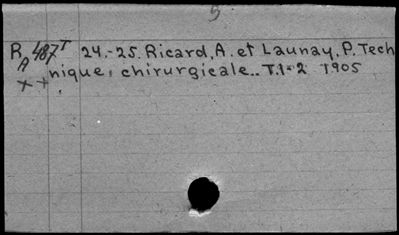 5
R 487 T 24.-25. Ricard, A. et Launay, P. Tech
A nique, chirurgicale.. T.1-2 1905
x +